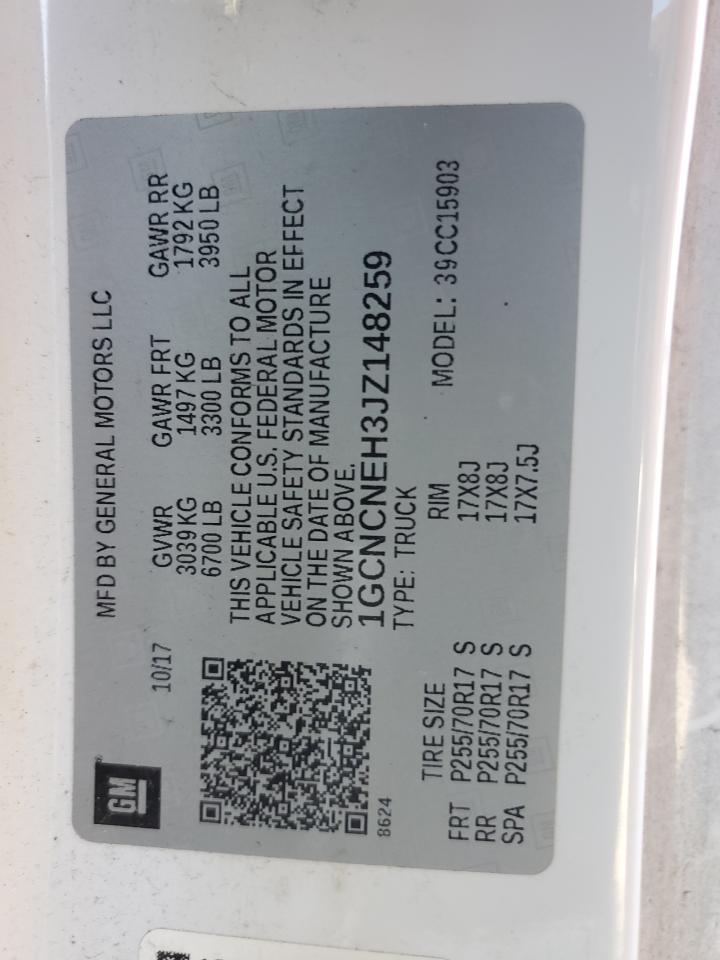 GM
MFD BY GENERAL MOTORS LLC
10/17
GVWR GAWR FRT GAWR RR
3039 KG 1497 KG 1792 KG
6700 LB 3300 LB 3950 LB
THIS VEHICLE CONFORMS TO ALL
APPLICABLE U.S. FEDERAL MOTOR
VEHICLE SAFETY STANDARDS IN EFFECT
ON THE DATE OF MANUFACTURE
SHOWN ABOVE.
1GCNCNEH3JZ148259
TYPE: TRUCK
8624
MODEL: 39CC15903
TIRE SIZE RIM
FRT P255/70R17 S 17X8J
RR P255/70R17 S 17X8J
SPA P255/70R17 S 17X7.5J